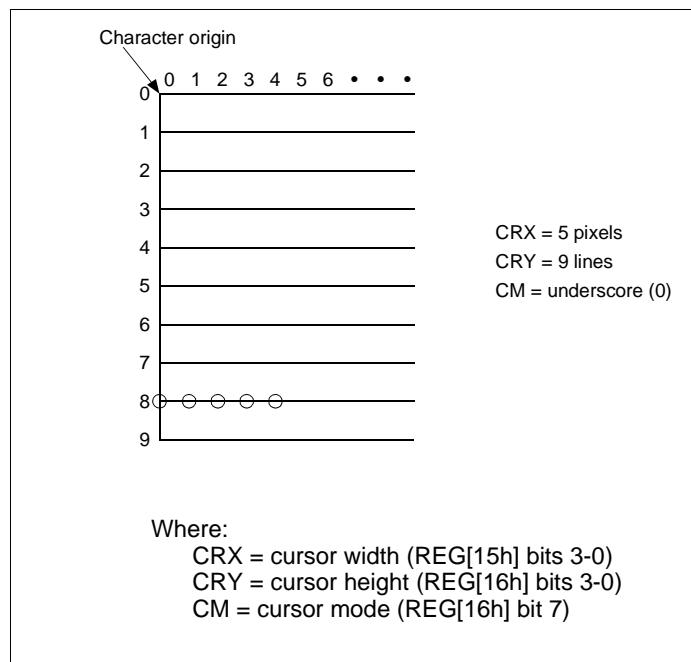 Character origin
0 1 2 3 4 5 6 • • •
0
1
2
3
4
5
6
7
8
9
CRX = 5 pixels
CRY = 9 lines
CM = underscore (0)
Where:
CRX = cursor width (REG[15h] bits 3-0)
CRY = cursor height (REG[16h] bits 3-0)
CM = cursor mode (REG[16h] bit 7)